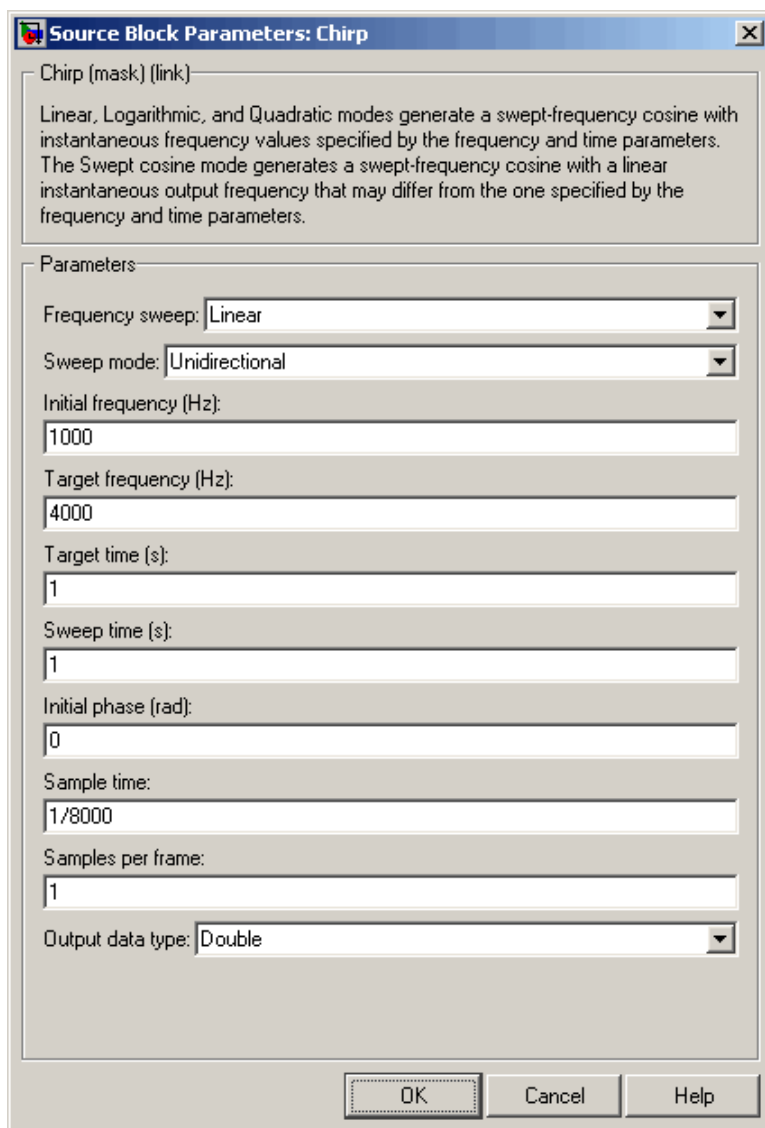 Source Block Parameters: Chirp
Chirp (mask) (link)
Linear, Logarithmic, and Quadratic modes generate a swept-frequency cosine with
instantaneous frequency values specified by the frequency and time parameters.
The Swept cosine mode generates a swept-frequency cosine with a linear
instantaneous output frequency that may differ from the one specified by the
frequency and time parameters.
Parameters
Frequency sweep: Linear
Sweep mode: Unidirectional
Initial frequency (Hz):
1000
Target frequency (Hz):
4000
Target time (s):
1
Sweep time (s):
1
Initial phase (rad):
0
Sample time:
1/8000
Samples per frame:
1
Output data type: Double
OK Cancel Help